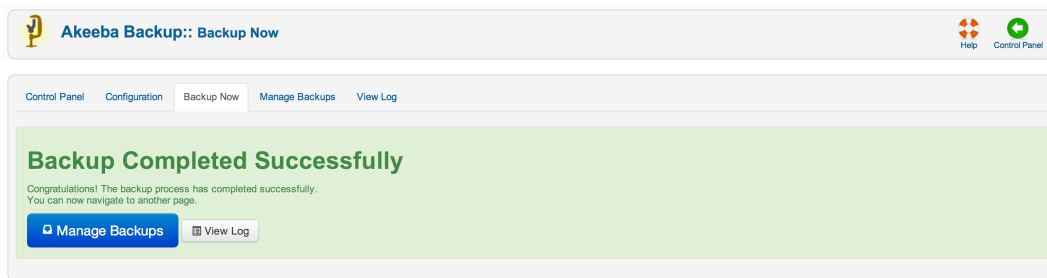 Akeeba Backup:: Backup Now
Help
Control Panel
Control Panel
Configuration
Backup Now
Manage Backups
View Log
Backup Completed Successfully
Congratulations! The backup process has completed successfully.
You can now navigate to another page.
Manage Backups
View Log